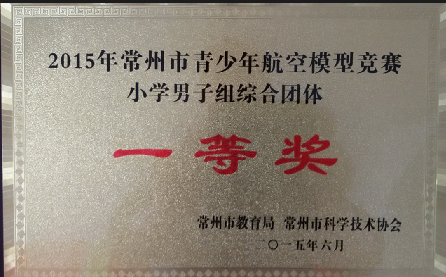 2015年常州市青少年航空模型竞赛
小学男子组综合团体
一等奖
常州市教育局 常州市科学技术协会
二〇一五年六月